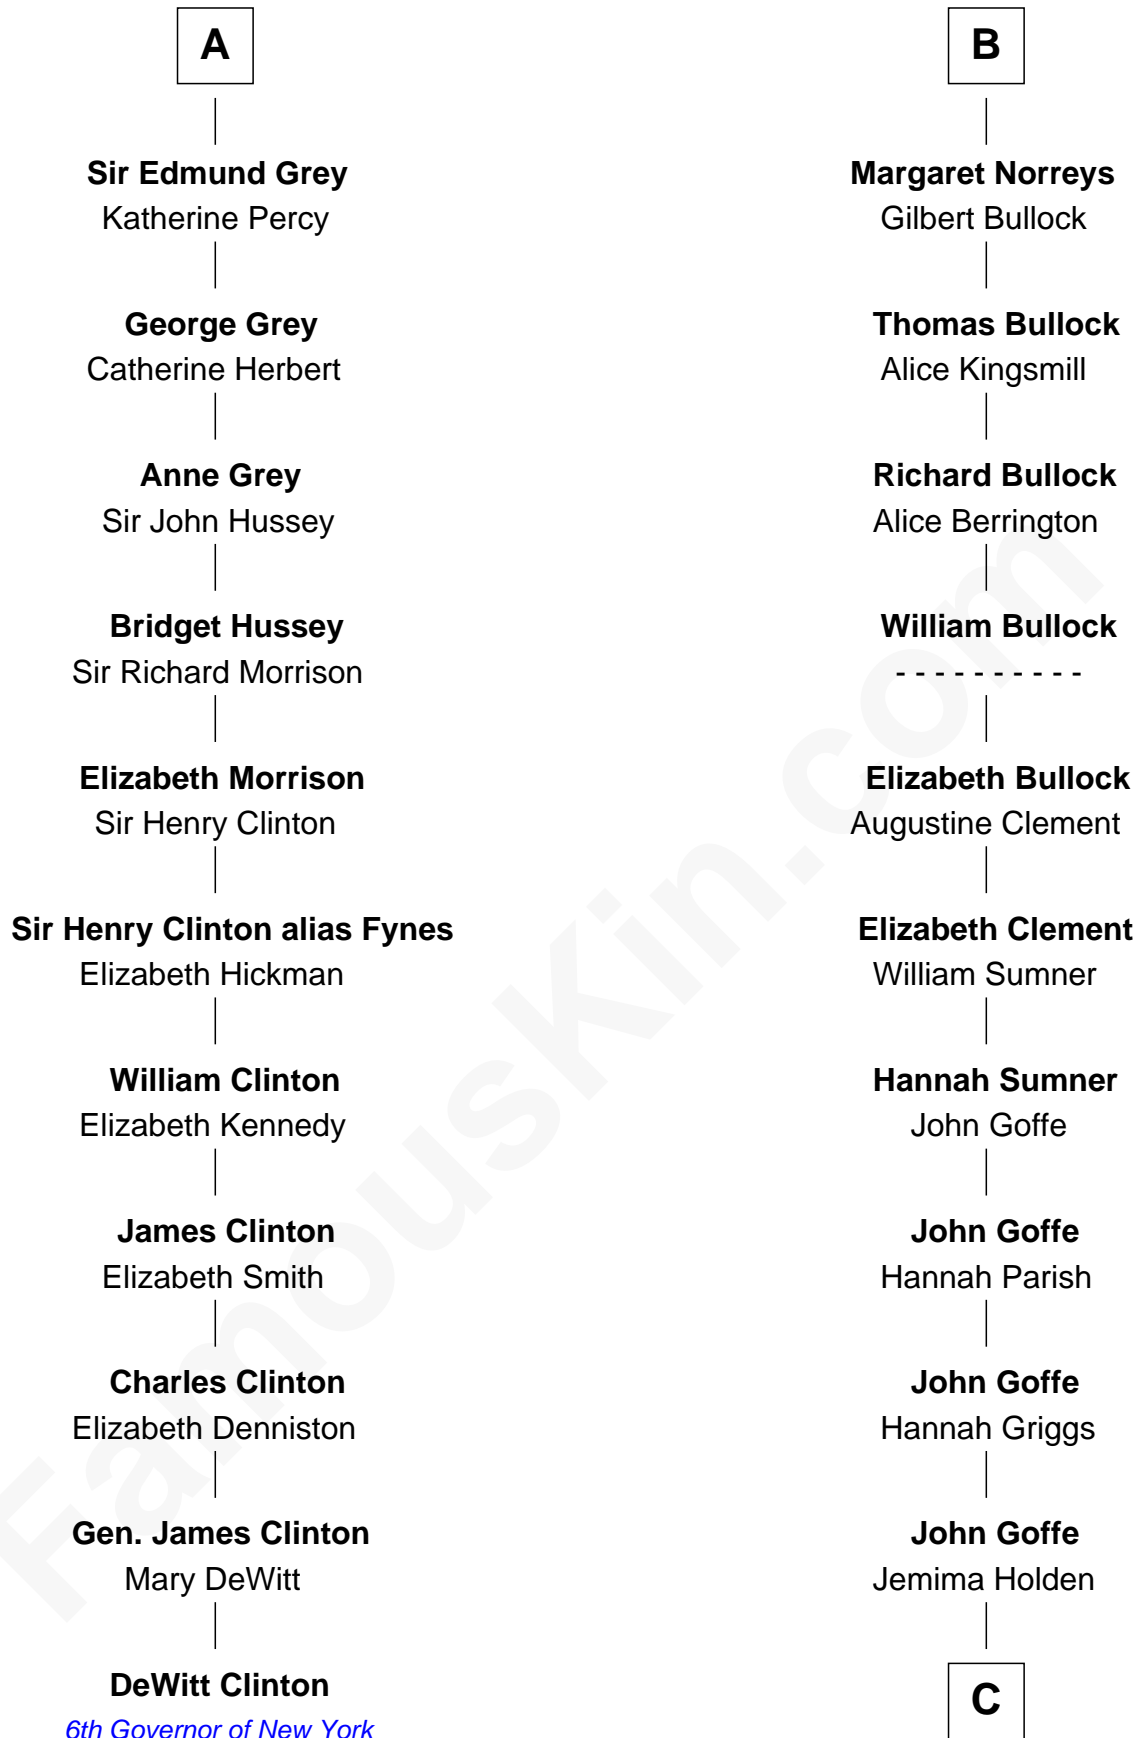 A
Sir Edmund Grey
Katherine Percy
George Grey
Catherine Herbert
Anne Grey
Sir John Hussey
Bridget Hussey
Sir Richard Morrison
Elizabeth Morrison
Sir Henry Clinton
Sir Henry Clinton alias Fynes
Elizabeth Hickman
William Clinton
Elizabeth Kennedy
James Clinton
Elizabeth Smith
Charles Clinton
Elizabeth Denniston
Gen. James Clinton
Mary DeWitt
DeWitt Clinton
6th Governor of New York
B
Margaret Norreys
Gilbert Bullock
Thomas Bullock
Alice Kingsmill
Richard Bullock
Alice Berrington
William Bullock
- - - - - - - - - -
Elizabeth Bullock
Augustine Clement
Elizabeth Clement
William Sumner
Hannah Sumner
John Goffe
John Goffe
Hannah Parish
John Goffe
Hannah Griggs
John Goffe
Jemima Holden
C
FamousKin.com